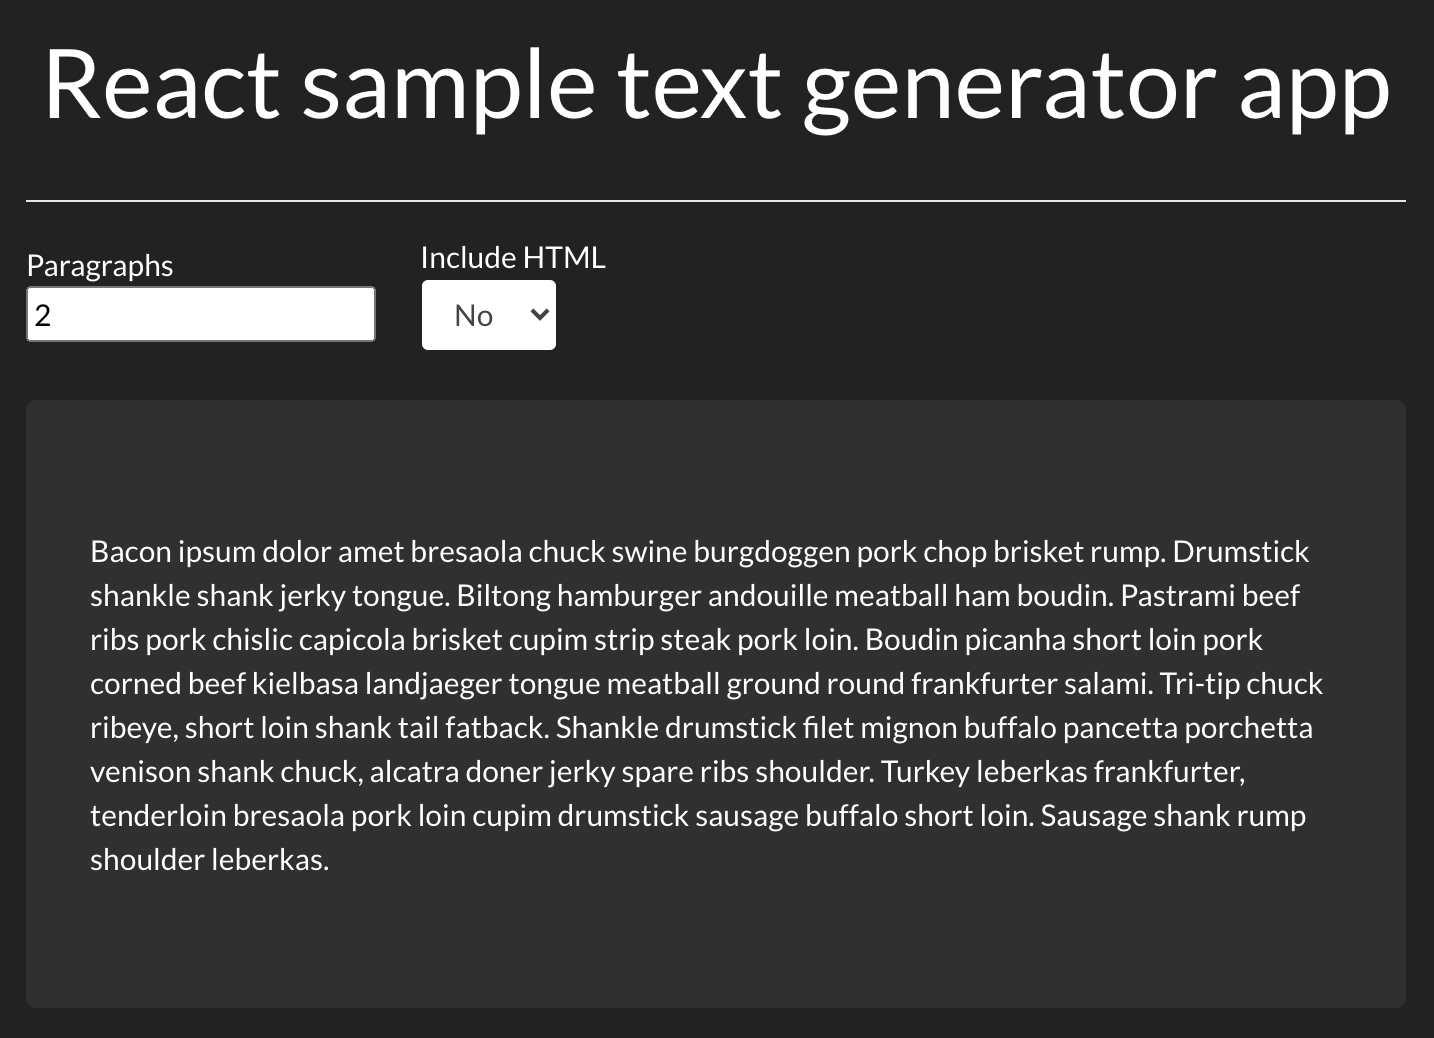 React sample text generator app
Paragraphs
Include HTML
2
No
Bacon ipsum dolor amet bresaola chuck swine burgdoggen pork chop brisket rump. Drumstick
shankle shank jerky tongue. Biltong hamburger andouille meatball ham boudin. Pastrami beef
ribs pork chislic capicola brisket cupim strip steak pork loin. Boudin picanha short loin pork
corned beef kielbasa landjaeger tongue meatball ground round frankfurter salami. Tri-tip chuck
ribeye, short loin shank tail fatback. Shankle drumstick filet mignon buffalo pancetta porchetta
venison shank chuck, alcatra doner jerky spare ribs shoulder. Turkey leberkas frankfurter,
tenderloin bresaola pork loin cupim drumstick sausage buffalo short loin. Sausage shank rump
shoulder leberkas.